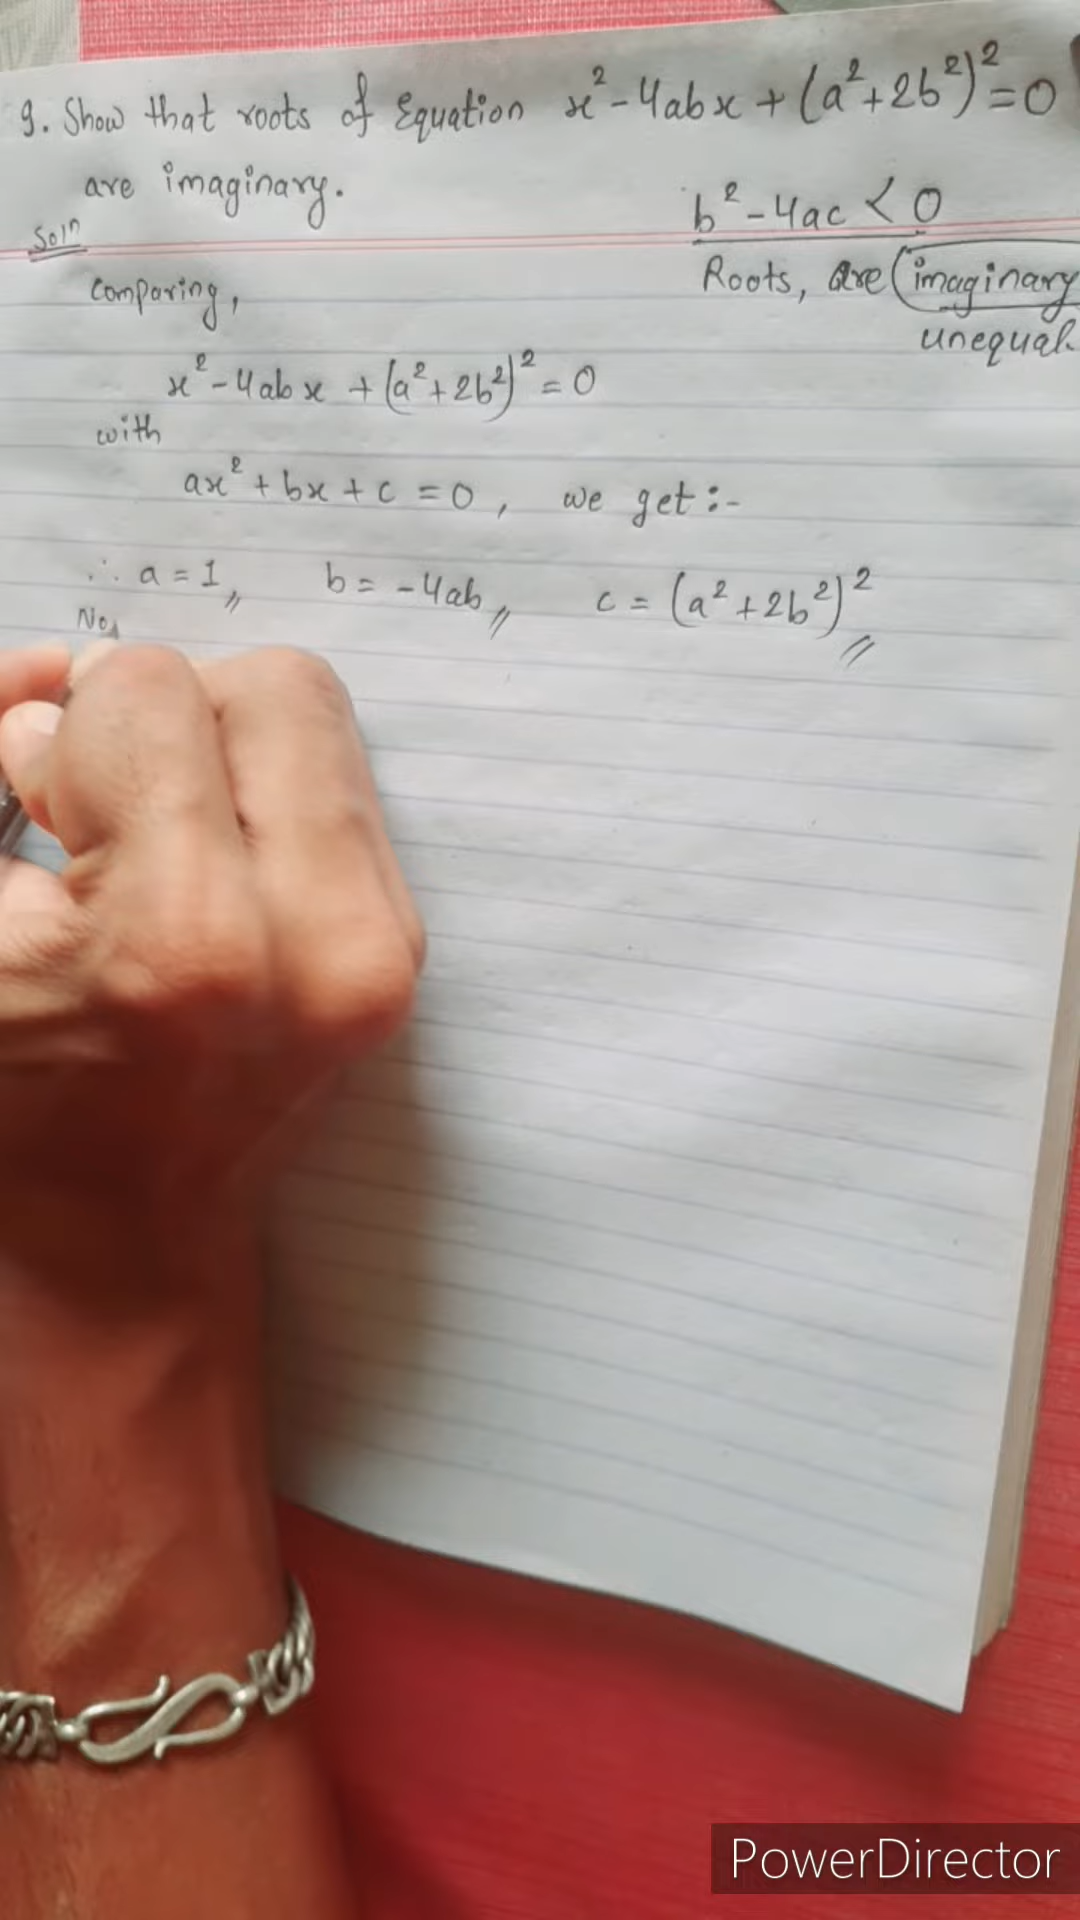 9. Show that roots of Equation x² - 4abx + (a² + 2b²)² = 0
are imaginary.
b² - 4ac < 0
Roots, are imaginary
unequal.
Solⁿ
Comparing,
x² - 4abx + (a² + 2b²)² = 0
with
ax² + bx + c = 0, we get :-
∴ a = 1,, b = -4ab,, c = (a² + 2b²)²,,
PowerDirector